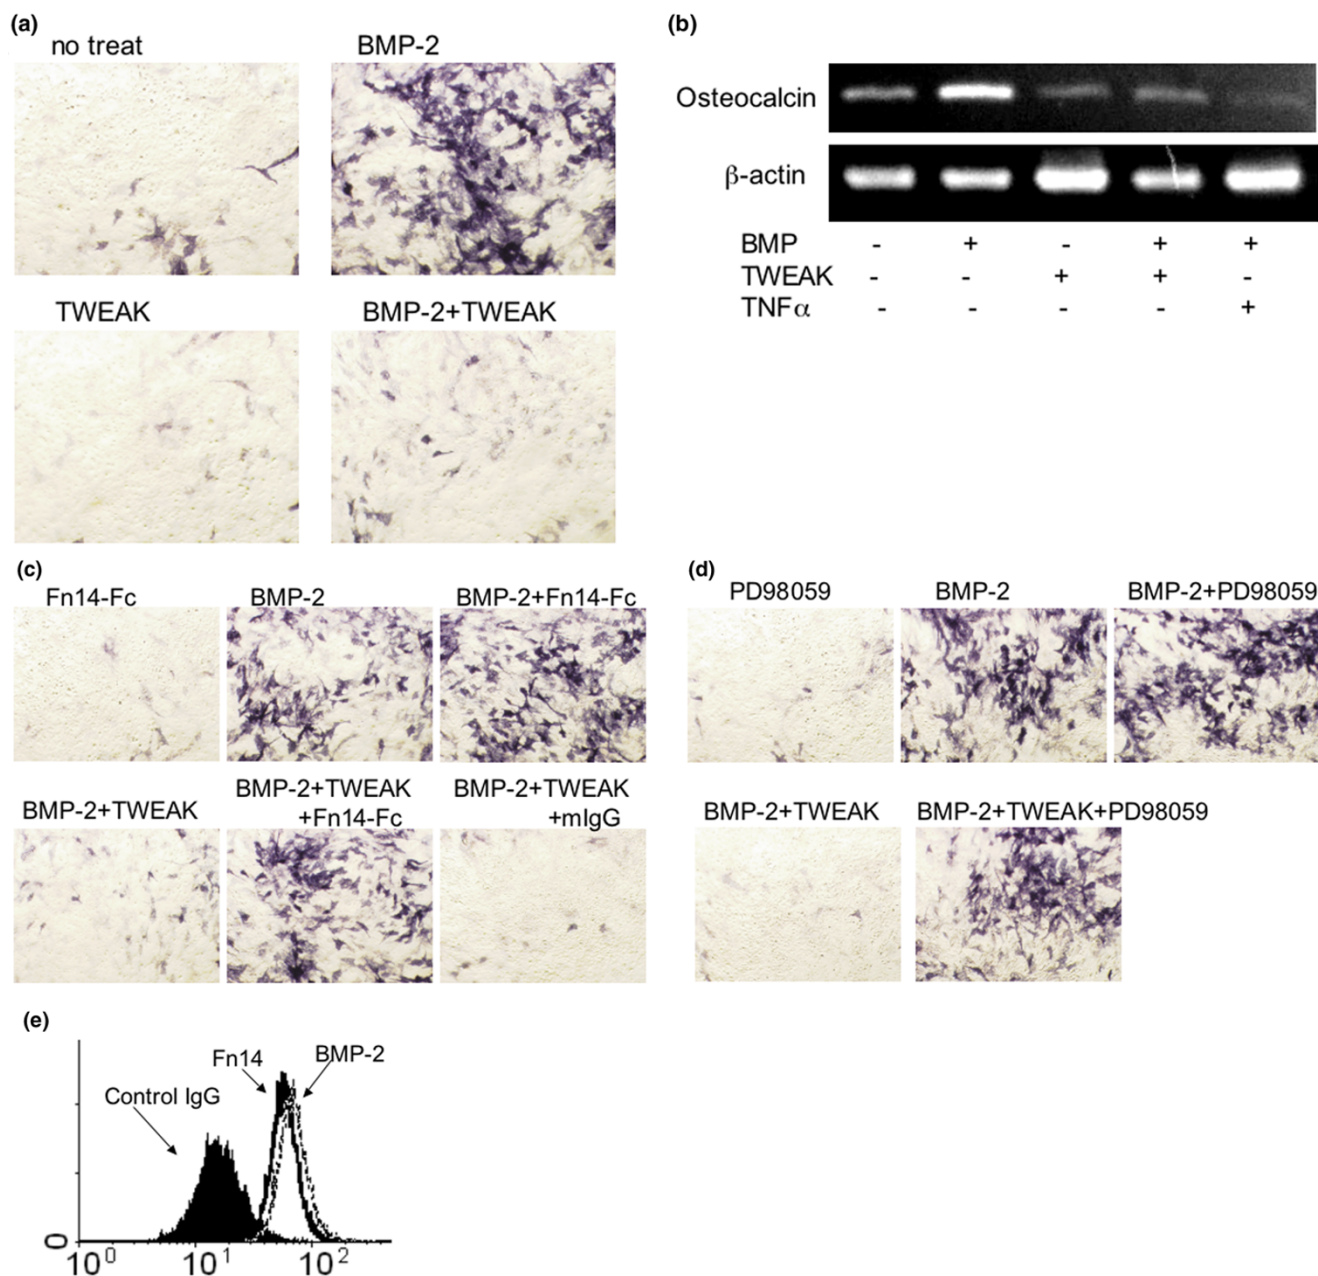 (a)
no treat BMP-2
TWEAK BMP-2+TWEAK
(b)
Osteocalcin
β-actin
BMP - + - + +
TWEAK - - + + -
TNFα - - - - +
(c)
Fn14-Fc BMP-2 BMP-2+Fn14-Fc
BMP-2+TWEAK BMP-2+TWEAK
+Fn14-Fc
BMP-2+TWEAK
+mIgG
(d)
PD98059 BMP-2 BMP-2+PD98059
BMP-2+TWEAK BMP-2+TWEAK+PD98059
(e)
Fn14 BMP-2
Control IgG
0
10⁰ 10¹ 10²